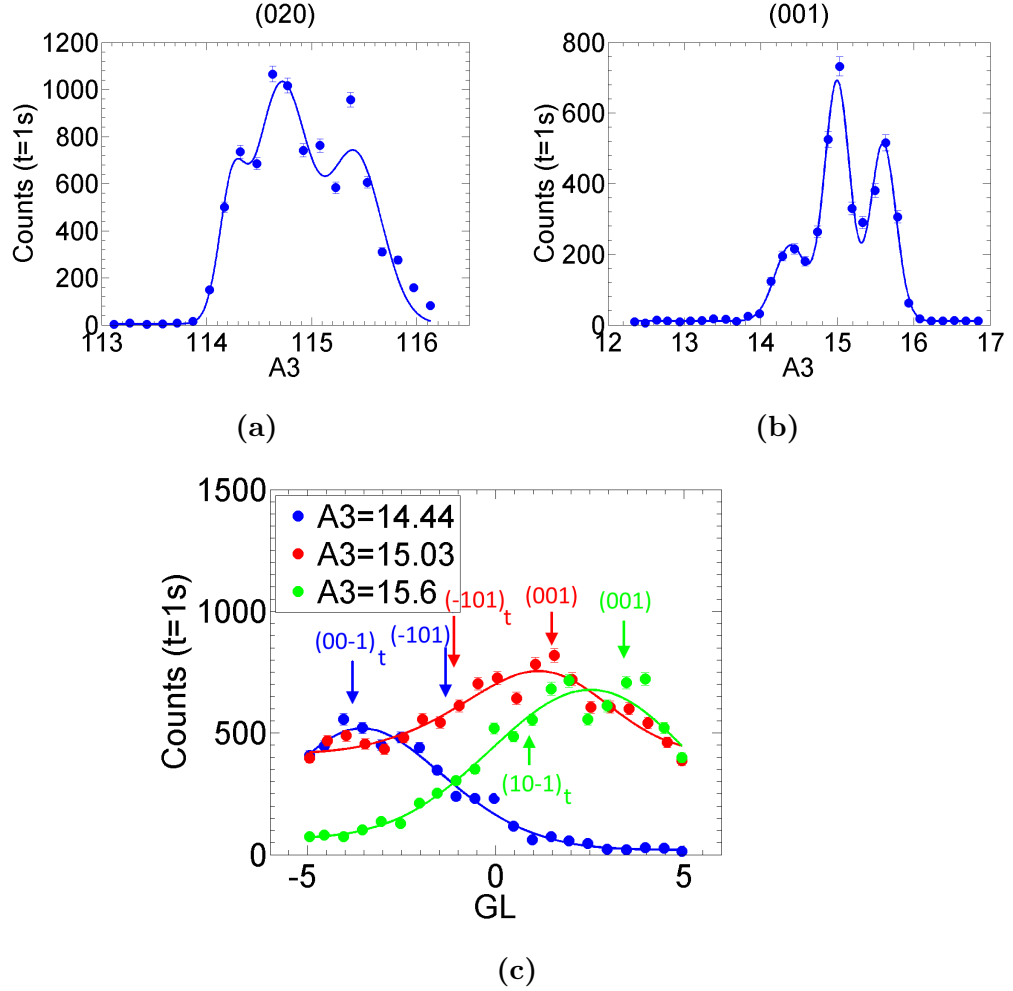 (020)
1200
1000
800
600
400
200
0
Counts (t=1s)
113 114 115 116
A3
(a)
(001)
800
600
400
200
0
Counts (t=1s)
12 13 14 15 16 17
A3
(b)
1500
1000
500
0
Counts (t=1s)
A3=14.44
A3=15.03
A3=15.6
(-101)t
(001)
(001)
(00-1)t
(-101)
(10-1)t
-5 0 5
GL
(c)